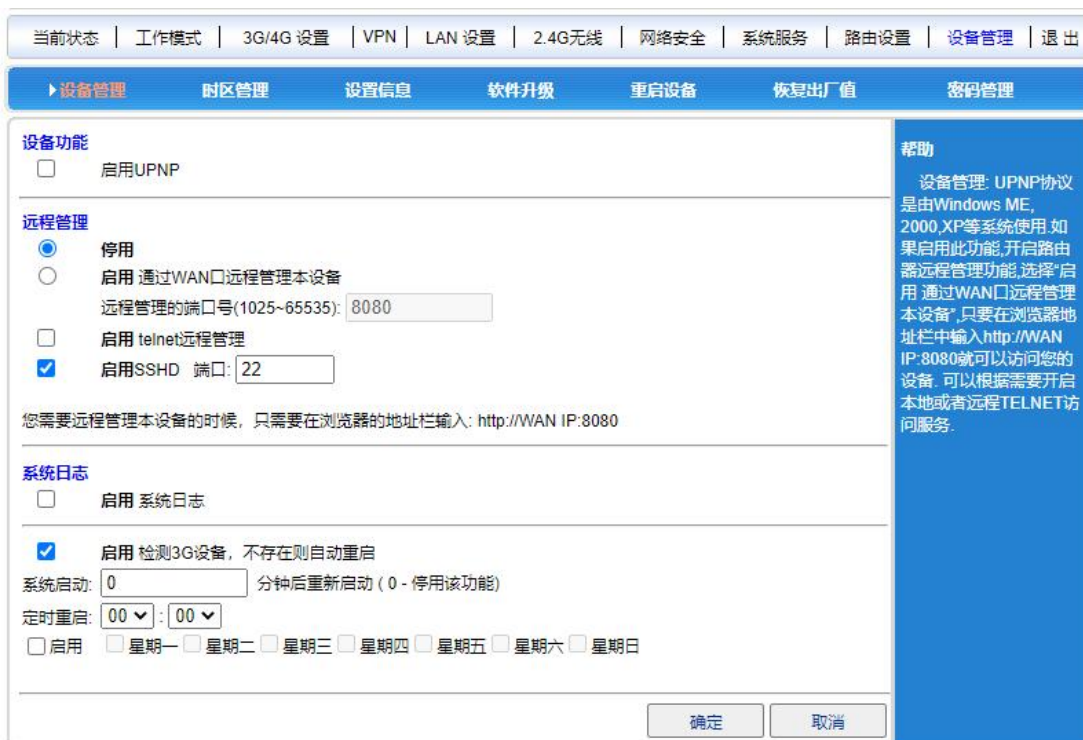 当前状态 | 工作模式 | 3G/4G 设置 | VPN | LAN 设置 | 2.4G无线 | 网络安全 | 系统服务 | 路由设置 | 设备管理 | 退 出
设备管理 时区管理 设置信息 软件升级 重启设备 恢复出厂值 密码管理
设备功能
启用UPNP
远程管理
停用
启用 通过WAN口远程管理本设备
远程管理的端口号(1025~65535): 8080
启用 telnet远程管理
启用SSHD 端口: 22
您需要远程管理本设备的时候，只需要在浏览器的地址栏输入: http://WAN IP:8080
系统日志
启用 系统日志
启用 检测3G设备，不存在则自动重启
系统启动: 0 分钟后重新启动 ( 0 - 停用该功能)
定时重启: 00 : 00
启用 星期一 星期二 星期三 星期四 星期五 星期六 星期日
确定 取消
帮助
设备管理: UPNP协议
是由Windows ME,
2000,XP等系统使用.如
果启用此功能,开启路由
器远程管理功能,选择“启
用 通过WAN口远程管理
本设备”,只要在浏览器地
址栏中输入http://WAN
IP:8080就可以访问您的
设备. 可以根据需要开启
本地或者远程TELNET访
问服务.